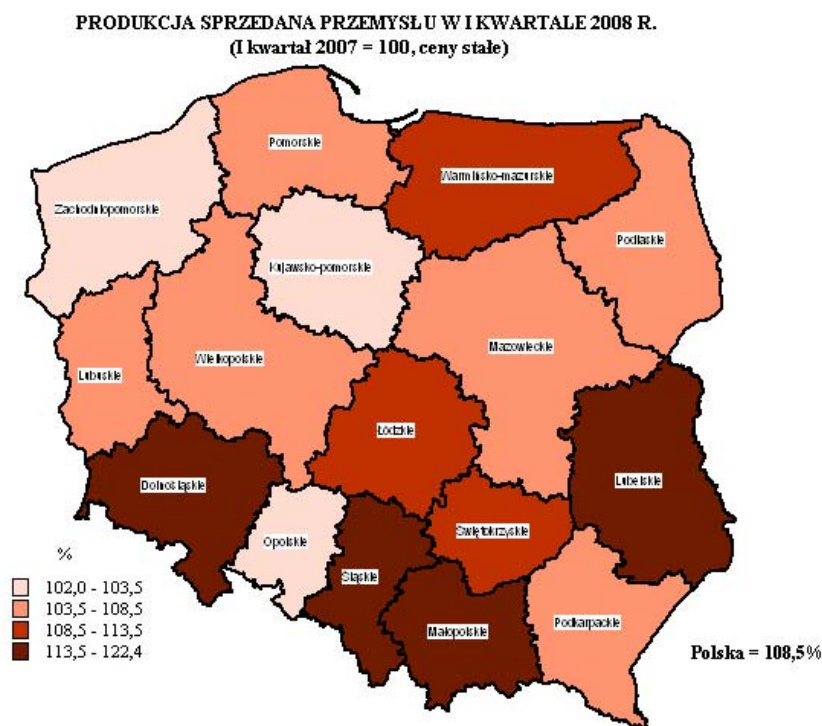 PRODUKCJA SPRZEDANA PRZEMYSŁU W I KWARTALE 2008 R.
(I kwartał 2007 = 100, ceny stałe)
Pomorskie
Warmińsko-mazurskie
Zachodniopomorskie
Podlaskie
Kujawsko-pomorskie
Mazowieckie
Wielkopolskie
Lubuskie
Łódzkie
Lubelskie
Dolnośląskie
Świętokrzyskie
Opolskie
Śląskie
Małopolskie
Podkarpackie
%
102,0 - 103,5
103,5 - 108,5
108,5 - 113,5
113,5 - 122,4
Polska = 108,5%